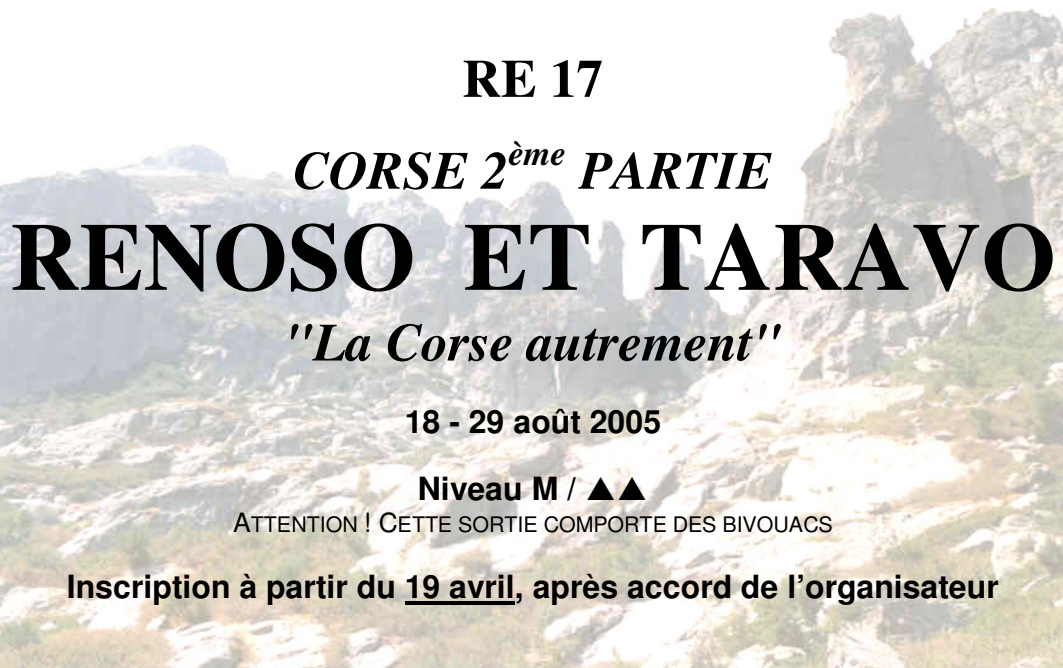 RE 17
CORSE 2ème PARTIE
RENOSO ET TARAVO
"La Corse autrement"
18 - 29 août 2005
Niveau M / ▲▲
ATTENTION ! CETTE SORTIE COMPORTE DES BIVOUACS
Inscription à partir du 19 avril, après accord de l'organisateur